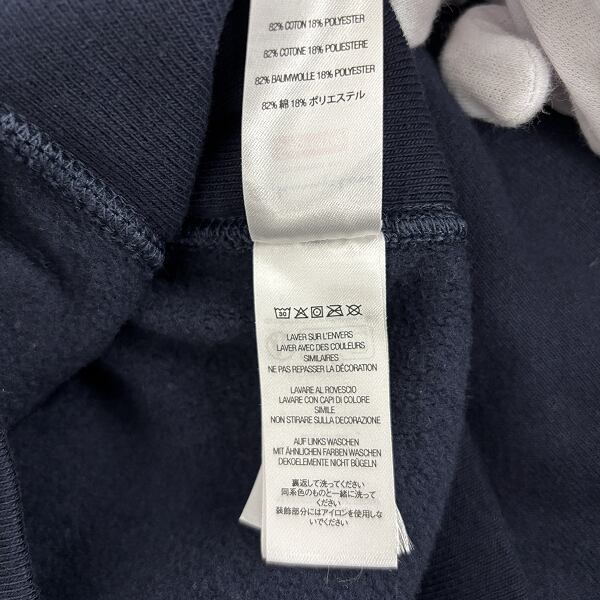 82% COTON 18% POLYESTER
82% COTONE 18% POLIESTERE
82% BAUMWOLLE 18% POLYESTER
82% 綿 18% ポリエステル
30
LAVER SUR L'ENVERS
LAVER AVEC DES COULEURS
SIMILAIRES
NE PAS REPASSER LA DÉCORATION
LAVARE AL ROVESCIO
LAVARE CON CAPI DI COLORE
SIMILE
NON STIRARE SULLA DECORAZIONE
AUF LINKS WASCHEN
MIT ÄHNLICHEN FARBEN WASCHEN
DEKOELEMENTE NICHT BÜGELN
裏返して洗ってください
同系色のものと一緒に洗って
ください
装飾部分にはアイロンを使用しな
いでください